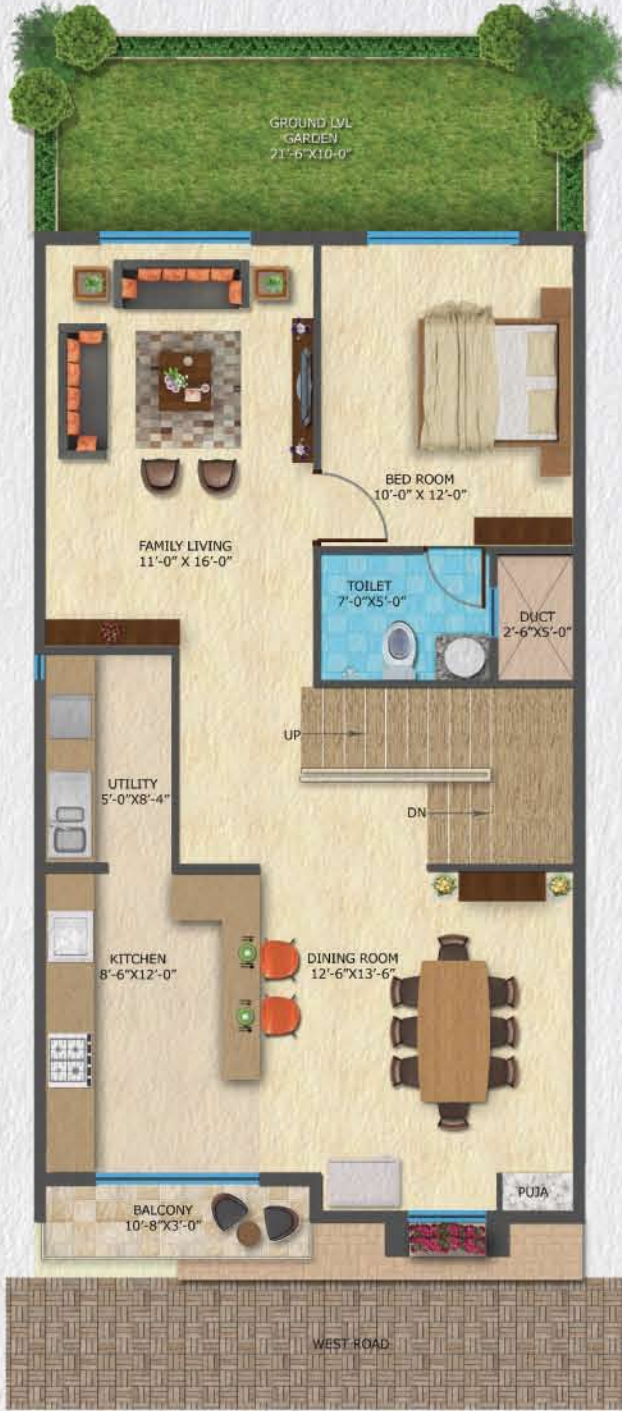 GROUND LVL
GARDEN
21'-6"X10-0"
BED ROOM
10'-0" X 12'-0"
FAMILY LIVING
11'-0" X 16'-0"
TOILET
7'-0"X5'-0"
DUCT
2'-6"X5'-0"
UP
UTILITY
5'-0"X8'-4"
DN
KITCHEN
8'-6"X12'-0"
DINING ROOM
12'-6"X13'-6"
PUJA
BALCONY
10'-8"X3'-0"
WEST ROAD